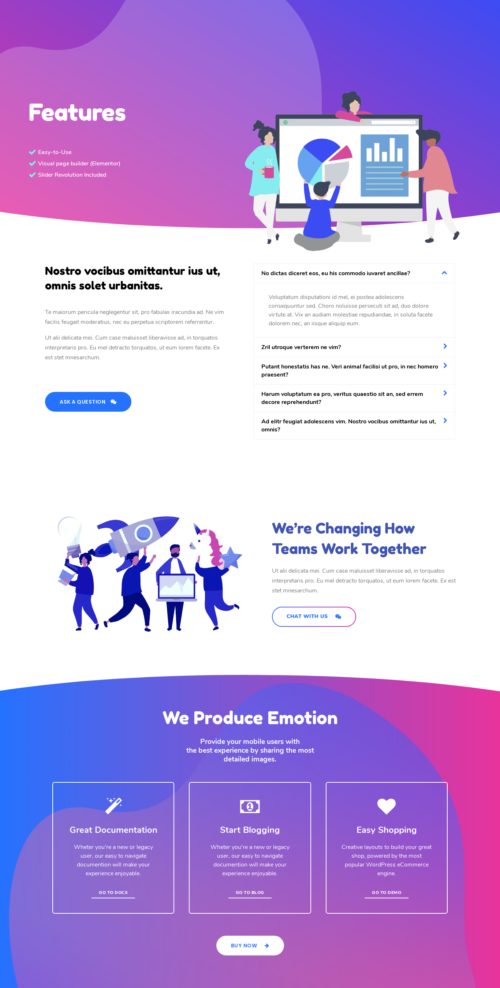 Features
Easy-to-Use
Visual page builder (Elementor)
Slider Revolution Included
Nostro vocibus omittantur ius ut,
omnis solet urbanitas.
Te maiorum pericula neglegentur sit, pro fabulas iracundia ad. Ne vim
facilis feugait moderatius, nec eu perpetua scriptorem referrentur.
Ut alii delicata mei. Cum case maluisset liberavisse ad, in torquatos
interpretaris pro. Eu mel detracto torquatos, ut eum lorem facete. Ex
est stet mnesarchum.
ASK A QUESTION
No dictas diceret eos, eu his commodo iuvaret ancillae?
Voluptatum disputationi id mel, ei postea adolescens
consequuntur sed. Choro noluisse persecuti sit ad, duo dolore
virtute at. Vix an audiam molestiae repudiandae, in soluta facete
dolorem nec, an iisque aliquip eum.
Zril utroque verterem ne vim?
Putant honestatis has ne. Veri animal facilisi ut pro, in nec homero
praesent?
Harum voluptatum ea pro, veritus quaestio sit an, sed errem
decore reprehendunt?
Ad elitr feugiat adolescens vim. Nostro vocibus omittantur ius ut,
omnis?
We're Changing How
Teams Work Together
Ut alii delicata mei. Cum case maluisset liberavisse ad, in torquatos
interpretaris pro. Eu mel detracto torquatos, ut eum lorem facete. Ex est
stet mnesarchum.
CHAT WITH US
We Produce Emotion
Provide your mobile users with
the best experience by sharing the most
detailed images.
Great Documentation
Wheter you're a new or legacy
user, our easy to navigate
documention will make your
experience enjoyable.
GO TO DOCS
Start Blogging
Wheter you're a new or legacy
user, our easy to navigate
documention will make your
experience enjoyable.
GO TO BLOG
Easy Shopping
Creative layouts to build your great
shop, powered by the most
popular WordPress eCommerce
engine.
GO TO DEMO
BUY NOW